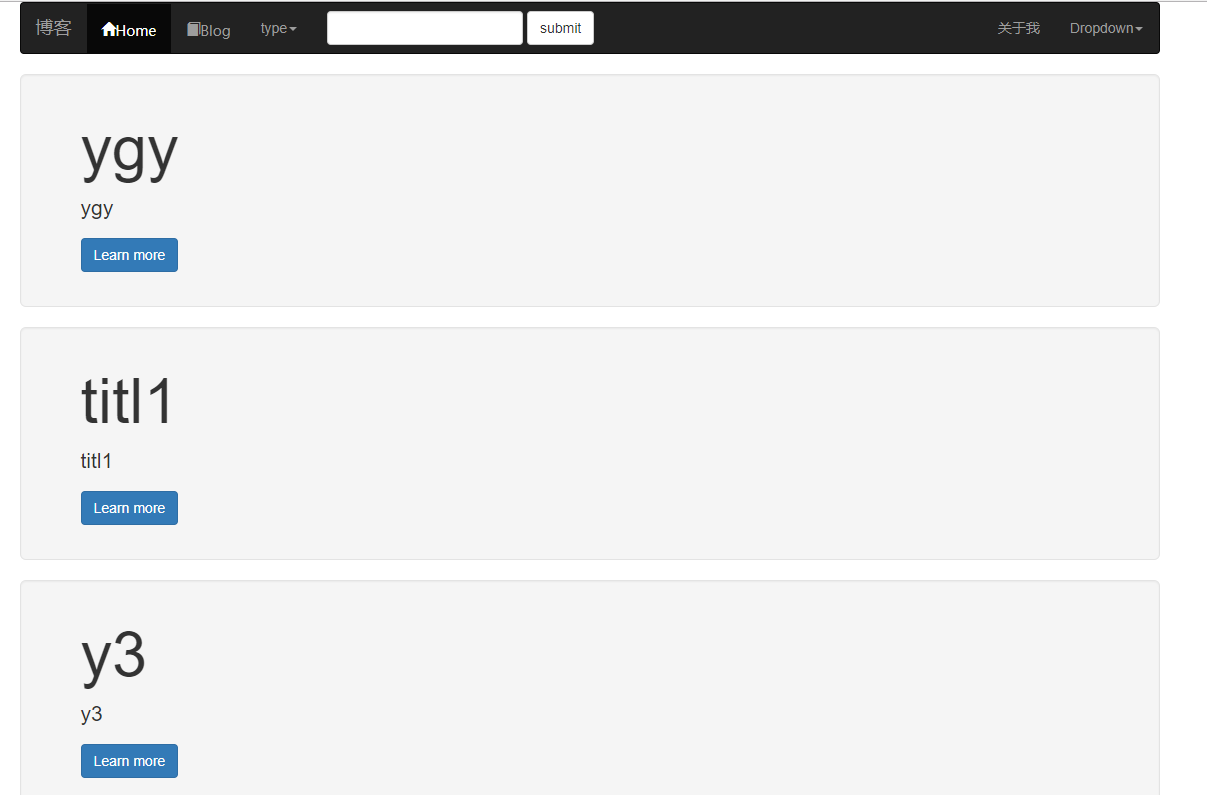 博客 Home Blog type submit 关于我 Dropdown
ygy
ygy
Learn more
titl1
titl1
Learn more
y3
y3
Learn more